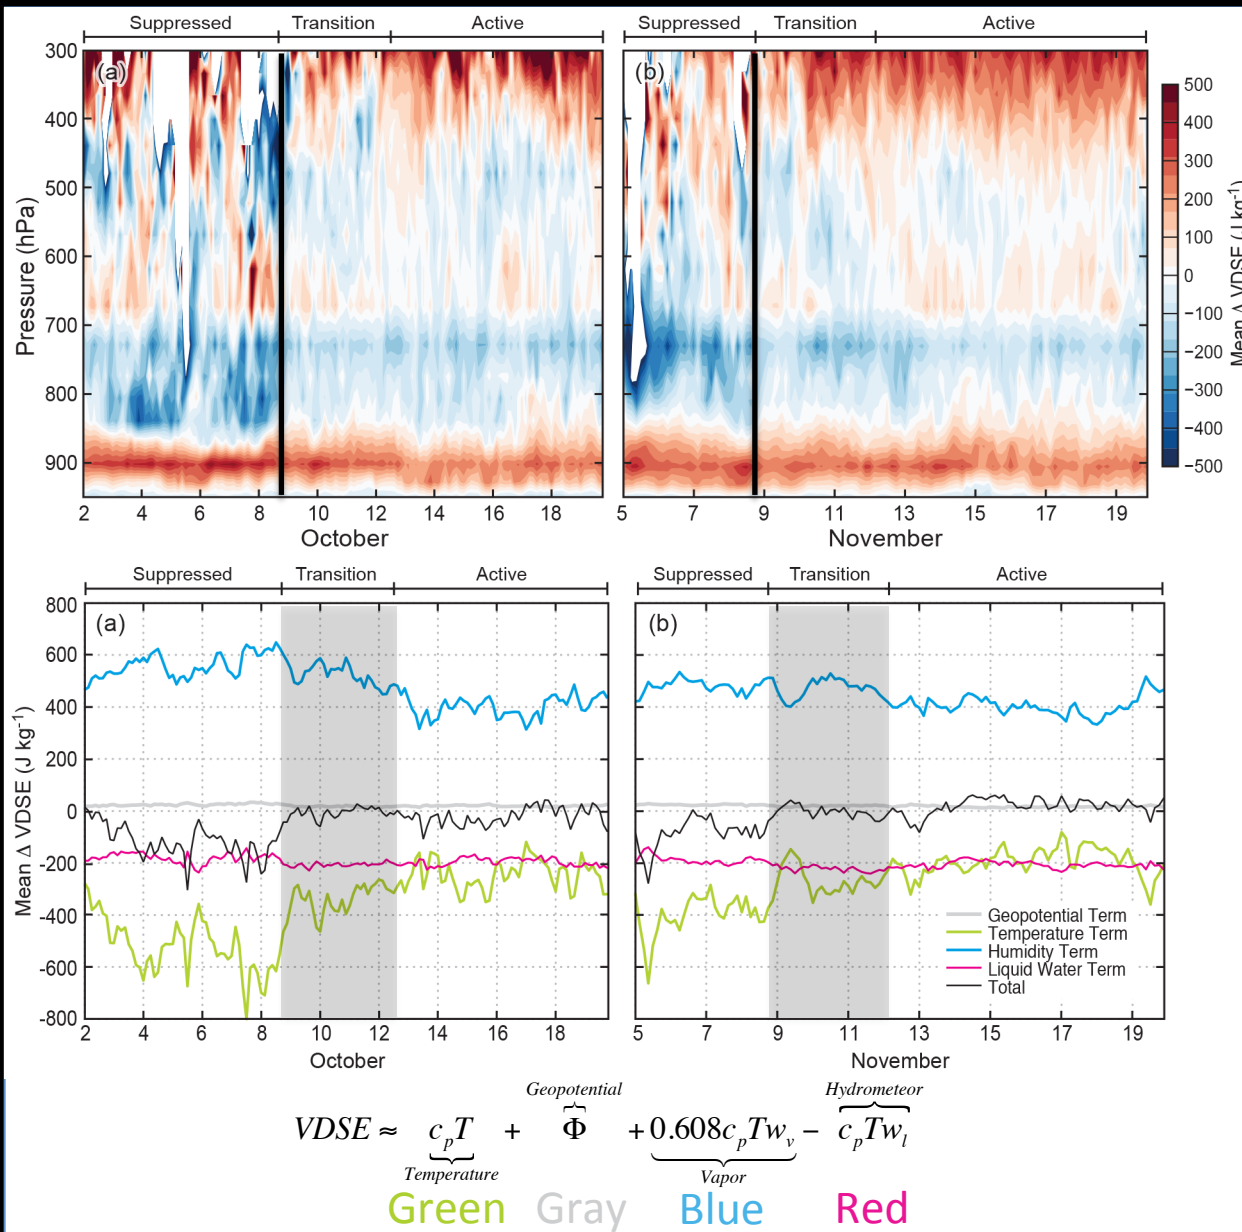 Suppressed Transition Active Suppressed Transition Active
(a) (b)
300
400
500
600
700
800
900
Pressure (hPa)
2 4 6 8 10 12 14 16 18
October
5 7 9 11 13 15 17 19
November
500
400
300
200
100
0
−100
−200
−300
−400
−500
Mean Δ VDSE (J kg⁻¹)
Suppressed Transition Active Suppressed Transition Active
(a) (b)
800
600
400
200
0
-200
-400
-600
-800
Mean Δ VDSE (J kg⁻¹)
Geopotential Term
Temperature Term
Humidity Term
Liquid Water Term
Total
2 4 6 8 10 12 14 16 18
October
5 7 9 11 13 15 17 19
November
Geopotential Hydrometeor
VDSE ≈ c_pT + Φ + 0.608c_pTw_v − c_pTw_l
Temperature Vapor
Green Gray Blue Red